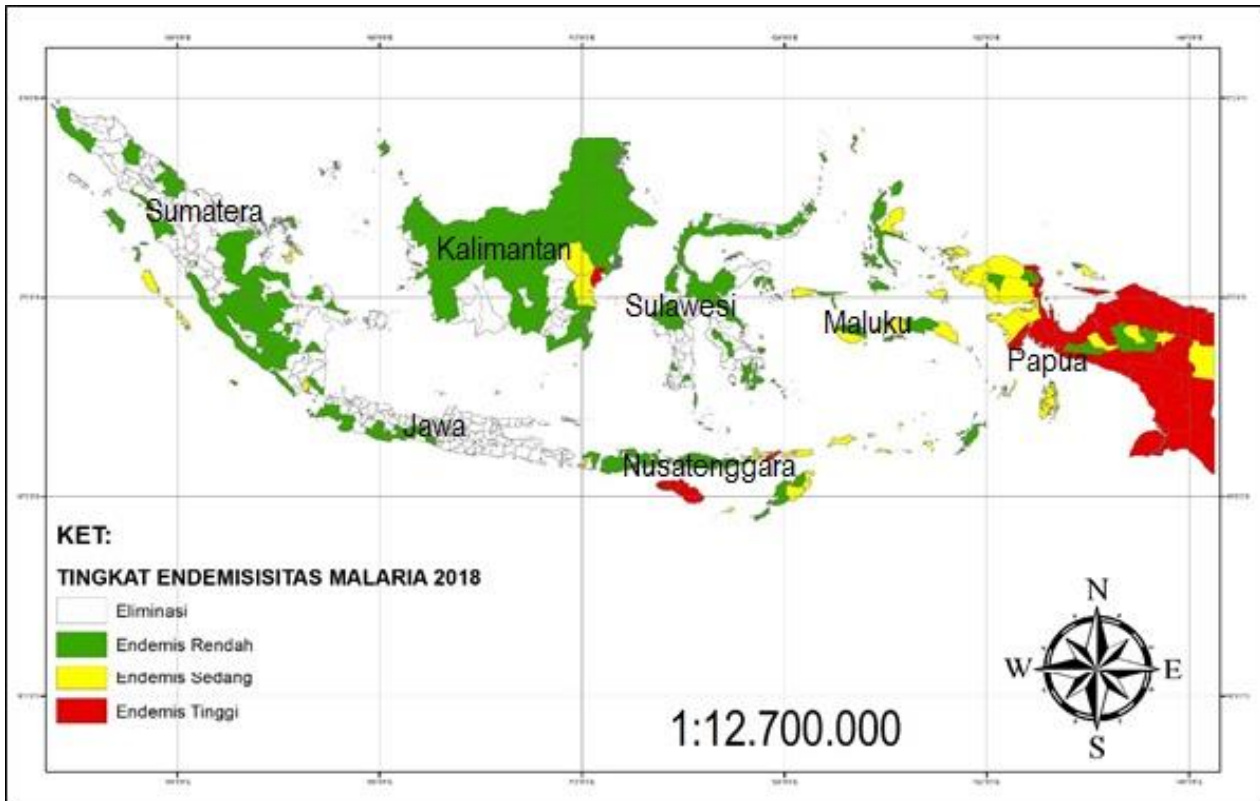 Sumatera
Kalimantan
Sulawesi
Maluku
Papua
Jawa
Nusatenggara
KET:
TINGKAT ENDEMISISITAS MALARIA 2018
Eliminasi
Endemis Rendah
Endemis Sedang
Endemis Tinggi
1:12.700.000
N
W
E
S